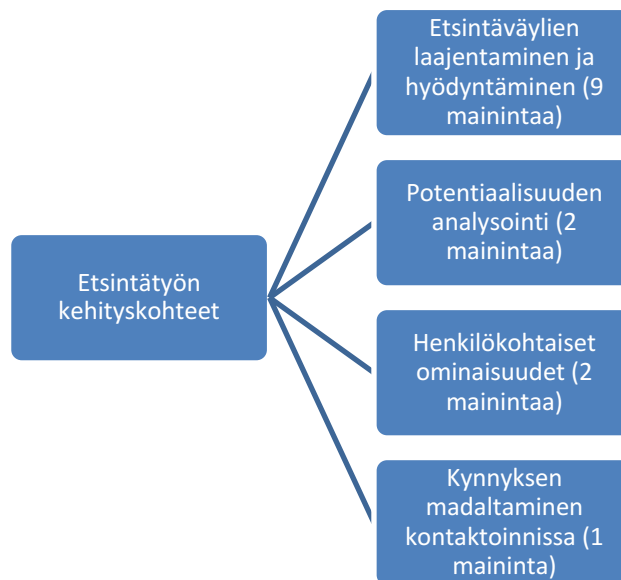 Etsintäväylien
laajentaminen ja
hyödyntäminen (9
mainintaa)
Potentiaalisuuden
analysointi (2
mainintaa)
Etsintätyön
kehityskohteet
Henkilökohtaiset
ominaisuudet (2
mainintaa)
Kynnyksen
madaltaminen
kontaktoinnissa (1
maininta)